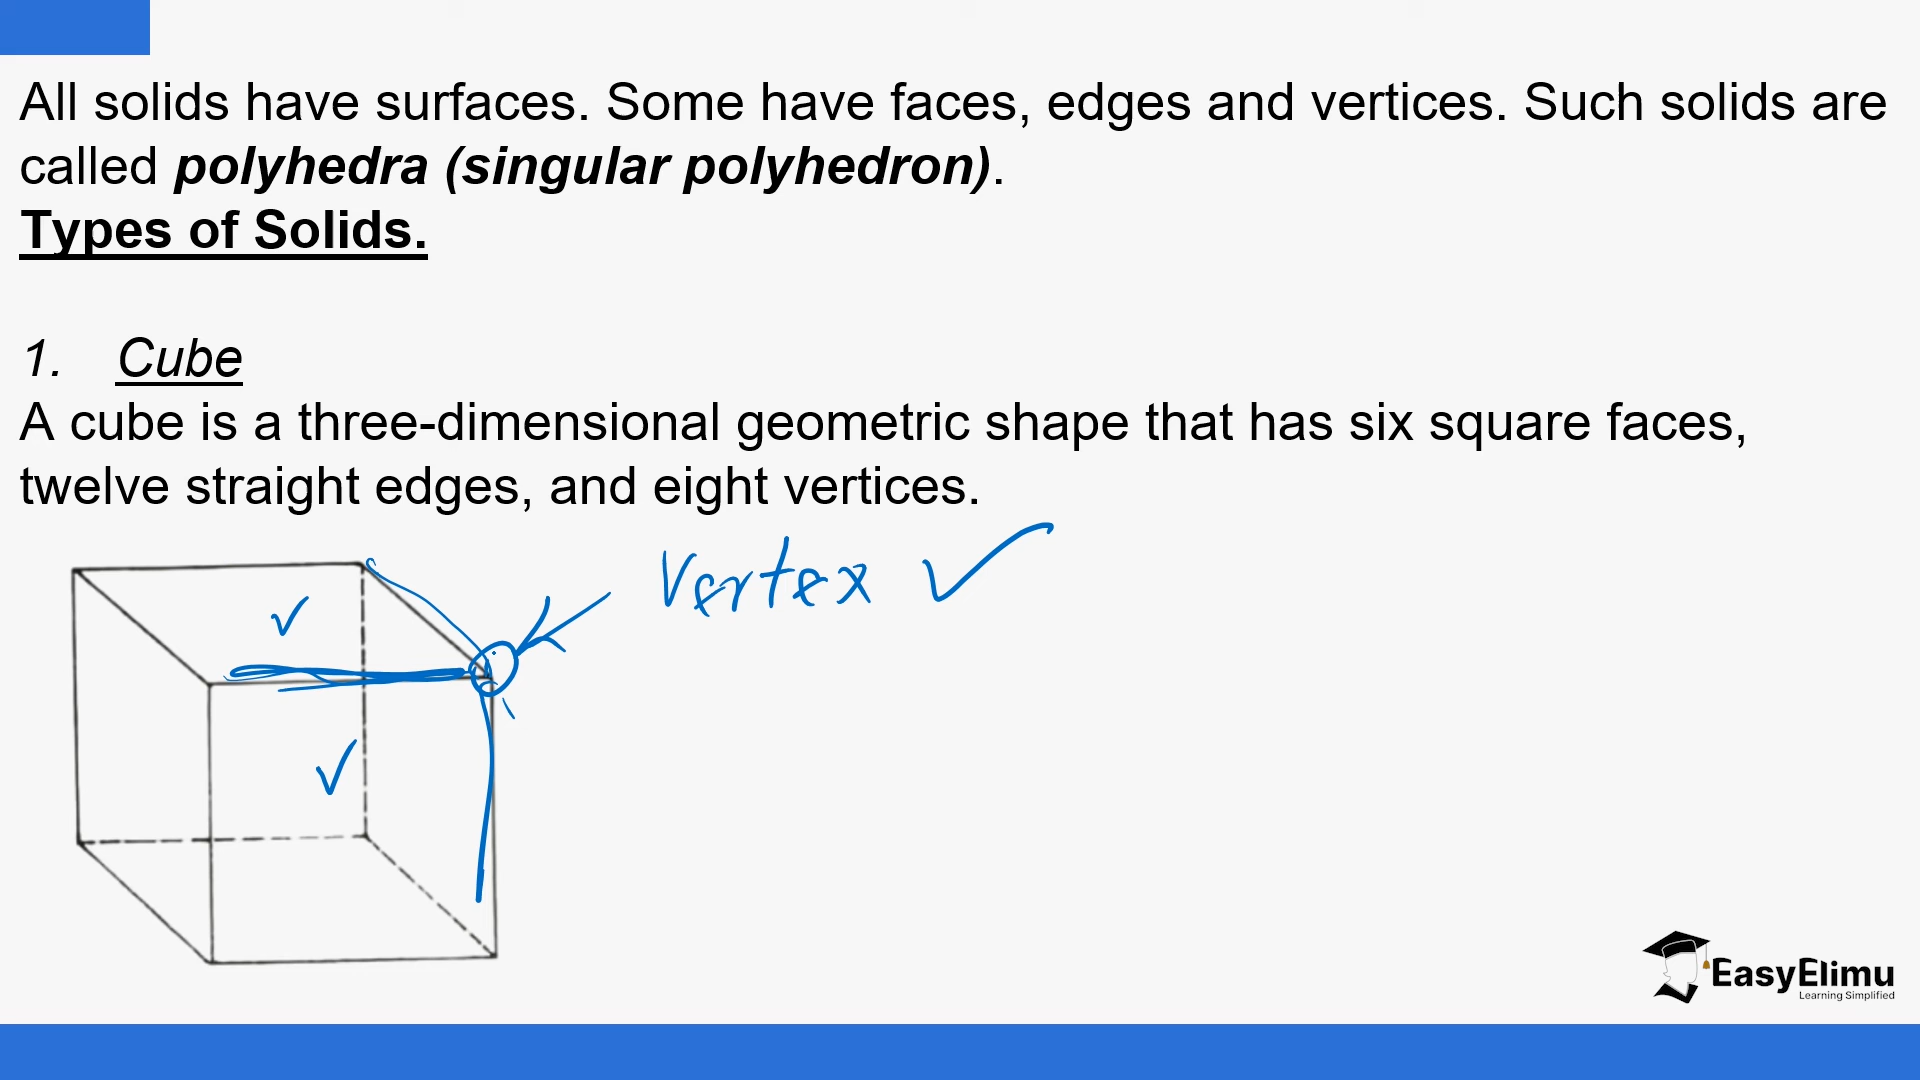 All solids have surfaces. Some have faces, edges and vertices. Such solids are
called polyhedra (singular polyhedron).
Types of Solids.
1. Cube
A cube is a three-dimensional geometric shape that has six square faces,
twelve straight edges, and eight vertices.
Vertex
EasyElimu
Learning Simplified